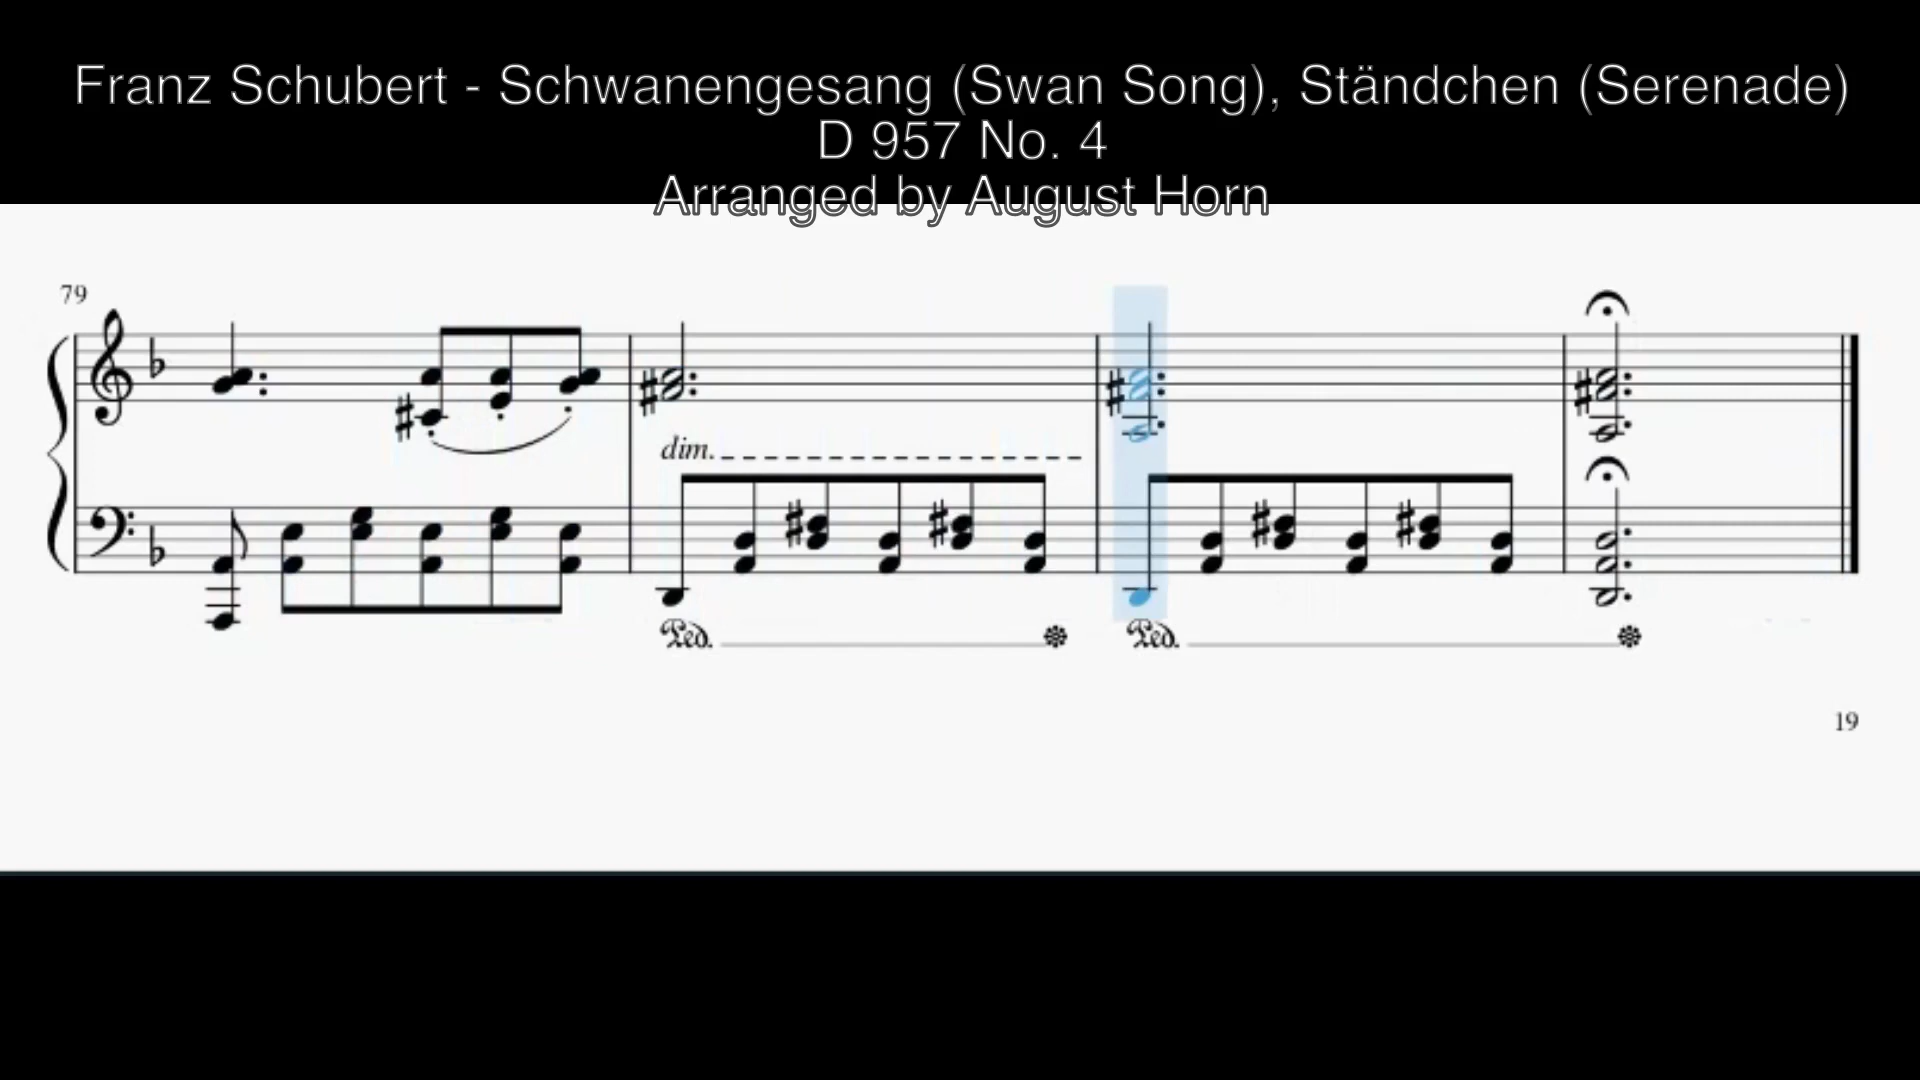 Franz Schubert - Schwanengesang (Swan Song), Ständchen (Serenade)
D 957 No. 4
Arranged by August Horn
79
dim.
Ped. Ped.
19